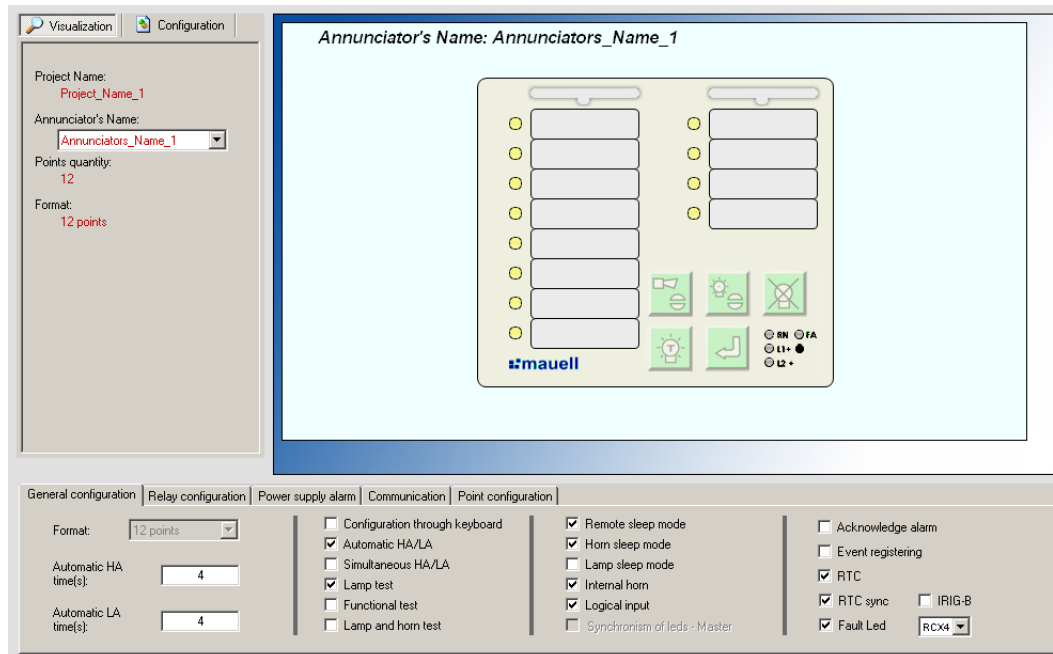 Visualization
Configuration
Project Name:
Project_Name_1
Annunciator's Name:
Annunciators_Name_1
Points quantity:
12
Format:
12 points
Annunciator's Name: Annunciators_Name_1
T
RN FA
L1+
L2 +
mauell
General configuration
Relay configuration
Power supply alarm
Communication
Point configuration
Format: 12 points
Automatic HA
time(s): 4
Automatic LA
time(s): 4
Configuration through keyboard
Automatic HA/LA
Simultaneous HA/LA
Lamp test
Functional test
Lamp and horn test
Remote sleep mode
Horn sleep mode
Lamp sleep mode
Internal horn
Logical input
Synchronism of leds - Master
Acknowledge alarm
Event registering
RTC
RTC sync IRIG-B
Fault Led RCX4